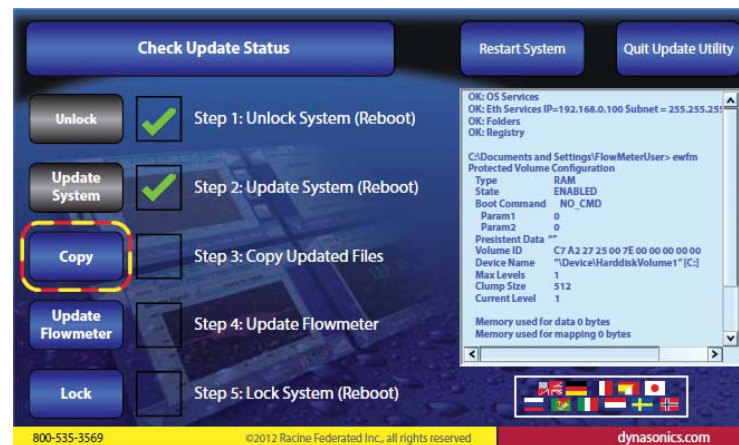 Check Update Status
Restart System
Quit Update Utility
Unlock
Step 1: Unlock System (Reboot)
Update
System
Step 2: Update System (Reboot)
Copy
Step 3: Copy Updated Files
Update
Flowmeter
Step 4: Update Flowmeter
Lock
Step 5: Lock System (Reboot)
OK: OS Services
OK: Eth Services IP=192.168.0.100 Subnet = 255.255.25
OK: Folders
OK: Registry
C:\Documents and Settings\FlowMeterUser> ewfm
Protected Volume Configuration
Type RAM
State ENABLED
Boot Command NO_CMD
Param1 0
Param2 0
Presistent Data ""
Volume ID C7 A2 27 25 00 7E 00 00 00 00 00
Device Name "\Device\HarddiskVolume1" [C:]
Max Levels 1
Clump Size 512
Current Level 1
Memory used for data 0 bytes
Memory used for mapping 0 bytes
800-535-3569
©2012 Racine Federated Inc., all rights reserved
dynasonics.com